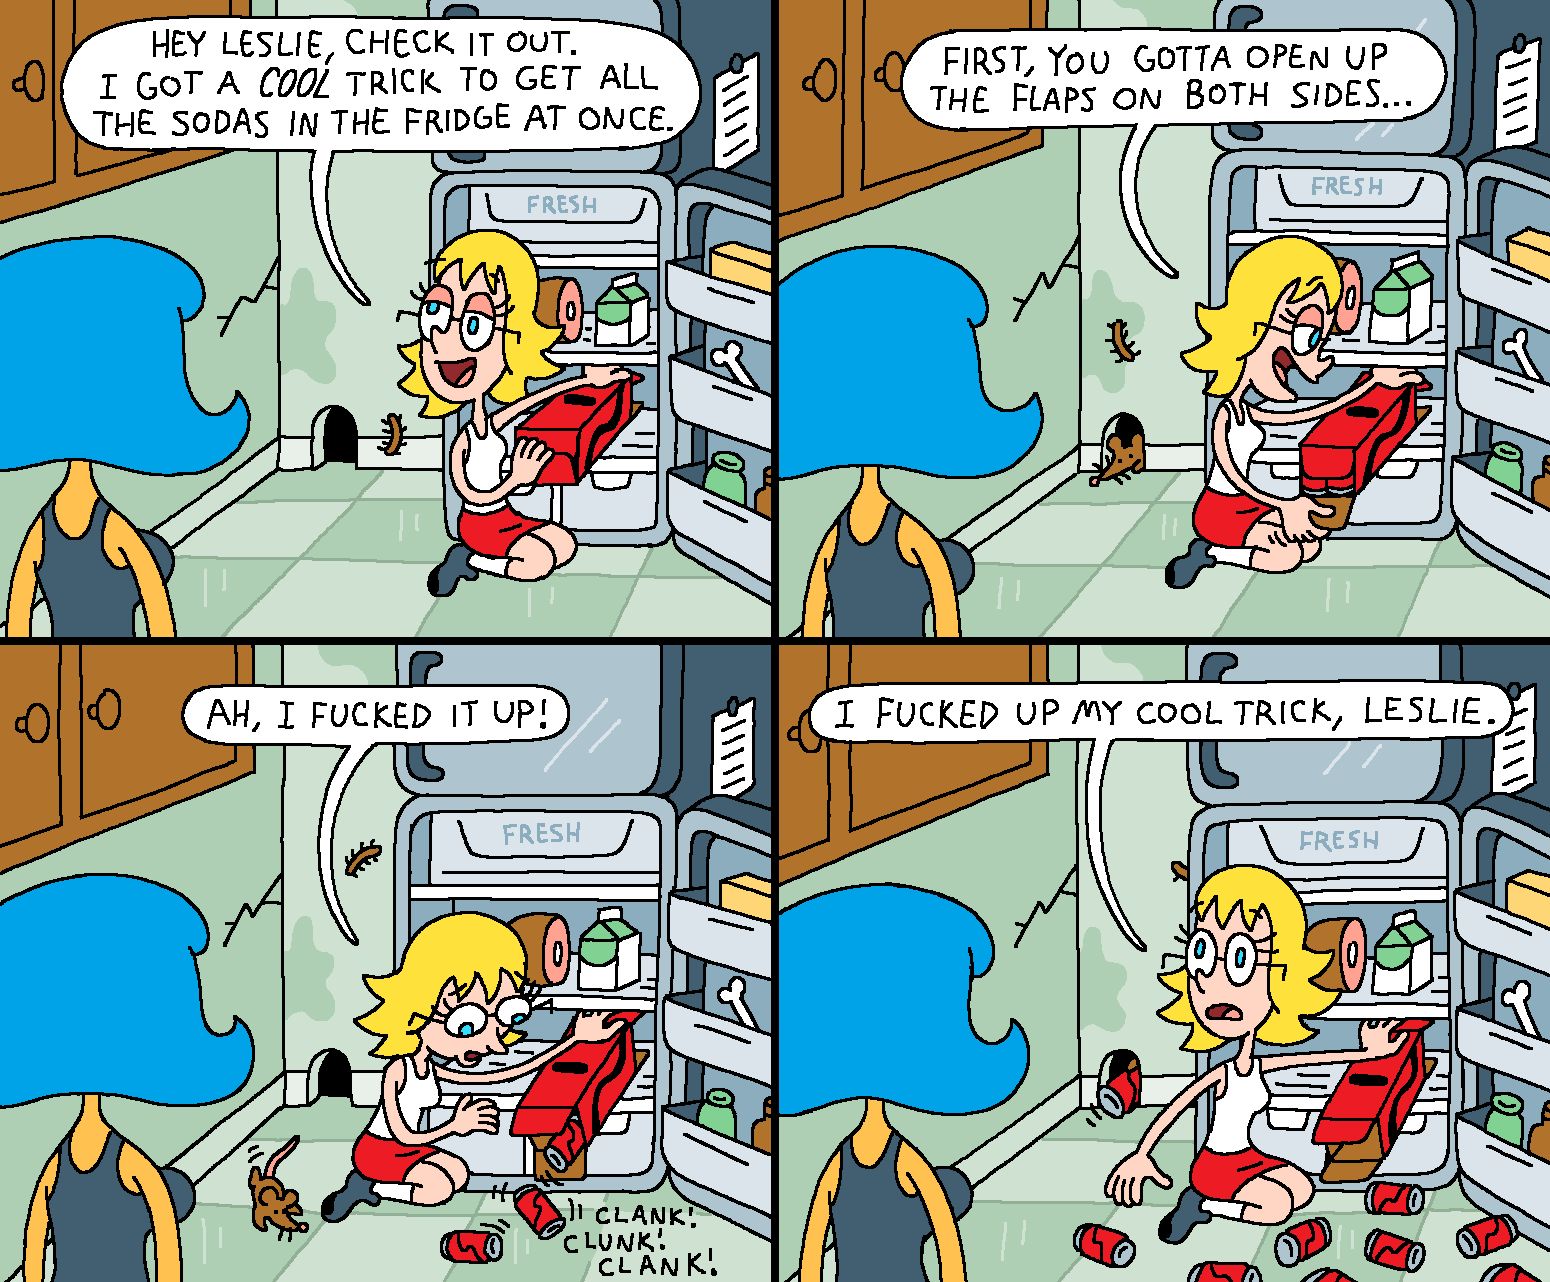 HEY LESLIE, CHECK IT OUT.
I GOT A COOL TRICK TO GET ALL
THE SODAS IN THE FRIDGE AT ONCE.
FRESH
FIRST, YOU GOTTA OPEN UP
THE FLAPS ON BOTH SIDES...
FRESH
AH, I FUCKED IT UP!
FRESH
CLANK!
CLUNK!
CLANK!
I FUCKED UP MY COOL TRICK, LESLIE.
FRESH